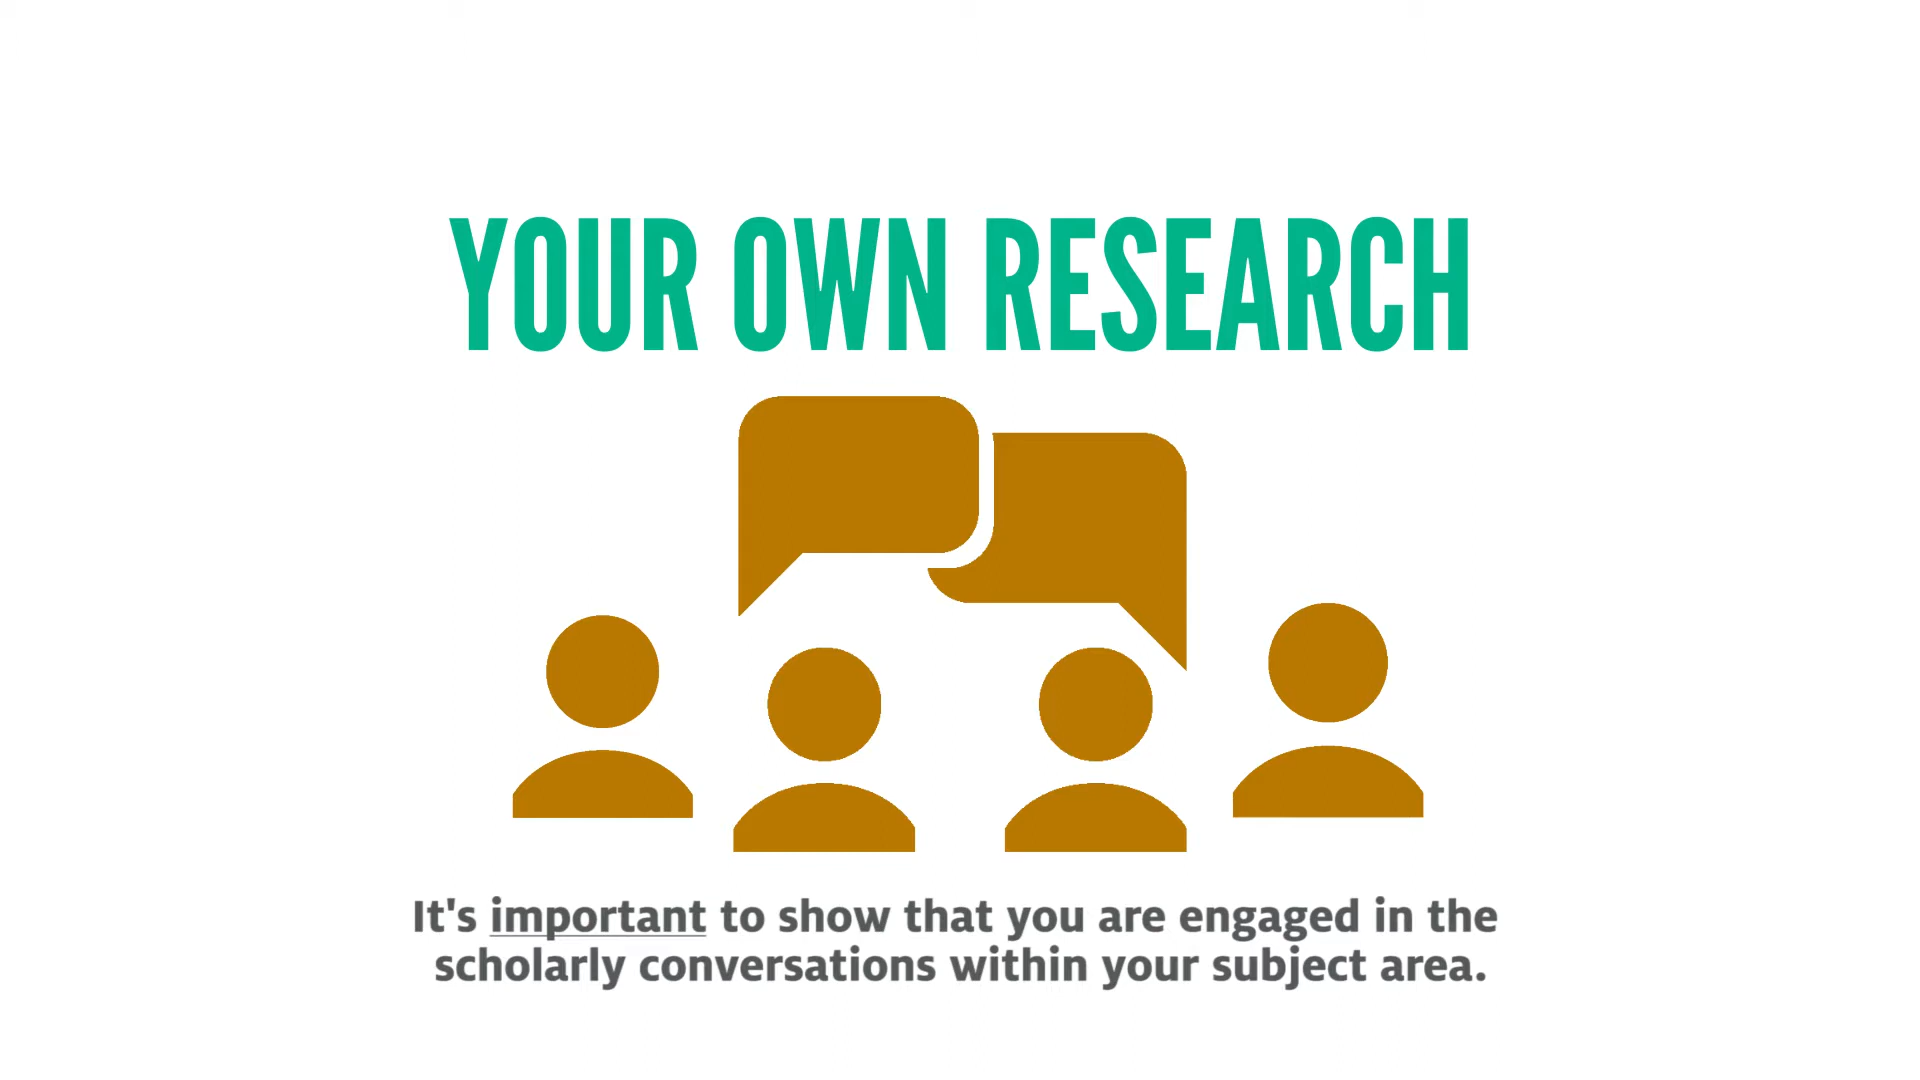 YOUR OWN RESEARCH
It's important to show that you are engaged in the
scholarly conversations within your subject area.